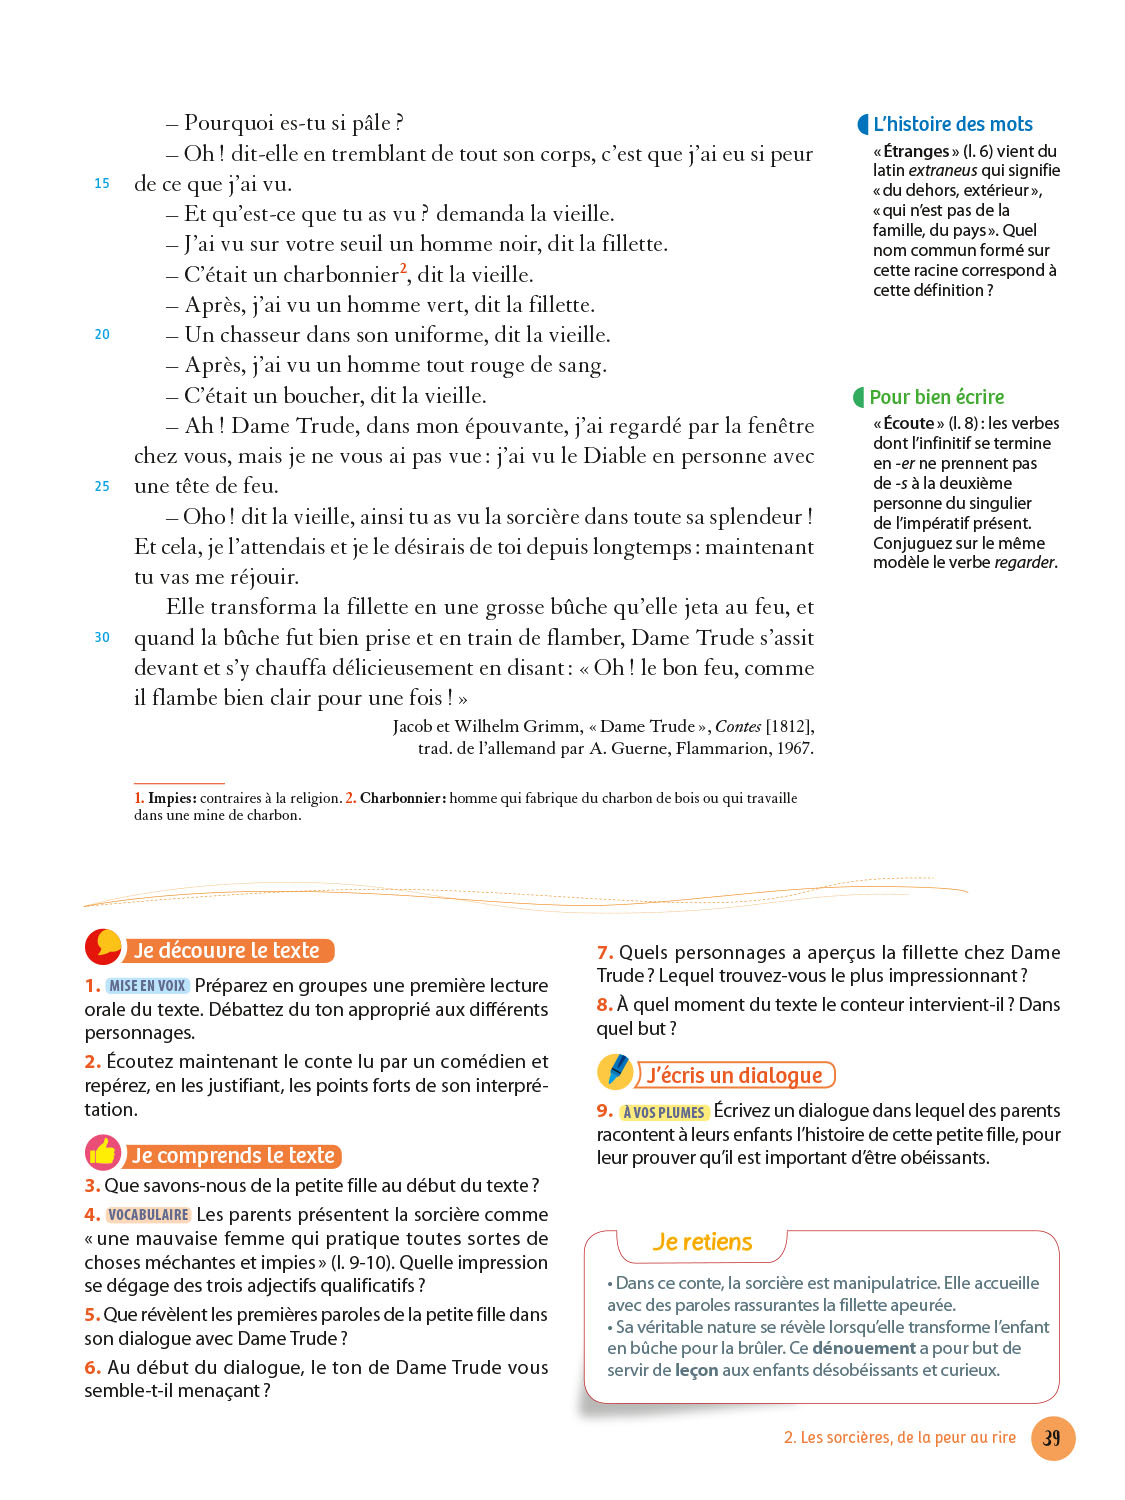 – Pourquoi es-tu si pâle ?
– Oh ! dit-elle en tremblant de tout son corps, c’est que j’ai eu si peur
15 de ce que j’ai vu.
– Et qu’est-ce que tu as vu ? demanda la vieille.
– J’ai vu sur votre seuil un homme noir, dit la fillette.
– C’était un charbonnier2, dit la vieille.
– Après, j’ai vu un homme vert, dit la fillette.
20 – Un chasseur dans son uniforme, dit la vieille.
– Après, j’ai vu un homme tout rouge de sang.
– C’était un boucher, dit la vieille.
– Ah ! Dame Trude, dans mon épouvante, j’ai regardé par la fenêtre
chez vous, mais je ne vous ai pas vue : j’ai vu le Diable en personne avec
25 une tête de feu.
– Oho ! dit la vieille, ainsi tu as vu la sorcière dans toute sa splendeur !
Et cela, je l’attendais et je le désirais de toi depuis longtemps : maintenant
tu vas me réjouir.
Elle transforma la fillette en une grosse bûche qu’elle jeta au feu, et
30 quand la bûche fut bien prise et en train de flamber, Dame Trude s’assit
devant et s’y chauffa délicieusement en disant : « Oh ! le bon feu, comme
il flambe bien clair pour une fois ! »
Jacob et Wilhelm Grimm, « Dame Trude », Contes [1812],
trad. de l’allemand par A. Guerne, Flammarion, 1967.
1. Impies : contraires à la religion. 2. Charbonnier : homme qui fabrique du charbon de bois ou qui travaille
dans une mine de charbon.
L’histoire des mots
« Étranges » (l. 6) vient du
latin extraneus qui signifie
« du dehors, extérieur »,
« qui n’est pas de la
famille, du pays ». Quel
nom commun formé sur
cette racine correspond à
cette définition ?
Pour bien écrire
« Écoute » (l. 8) : les verbes
dont l’infinitif se termine
en -er ne prennent pas
de -s à la deuxième
personne du singulier
de l’impératif présent.
Conjuguez sur le même
modèle le verbe regarder.
Je découvre le texte
1. MISE EN VOIX Préparez en groupes une première lecture
orale du texte. Débattez du ton approprié aux différents
personnages.
2. Écoutez maintenant le conte lu par un comédien et
repérez, en les justifiant, les points forts de son interpré-
tation.
Je comprends le texte
3. Que savons-nous de la petite fille au début du texte ?
4. VOCABULAIRE Les parents présentent la sorcière comme
« une mauvaise femme qui pratique toutes sortes de
choses méchantes et impies » (l. 9-10). Quelle impression
se dégage des trois adjectifs qualificatifs ?
5. Que révèlent les premières paroles de la petite fille dans
son dialogue avec Dame Trude ?
6. Au début du dialogue, le ton de Dame Trude vous
semble-t-il menaçant ?
7. Quels personnages a aperçus la fillette chez Dame
Trude ? Lequel trouvez-vous le plus impressionnant ?
8. À quel moment du texte le conteur intervient-il ? Dans
quel but ?
J’écris un dialogue
9. À VOS PLUMES Écrivez un dialogue dans lequel des parents
racontent à leurs enfants l’histoire de cette petite fille, pour
leur prouver qu’il est important d’être obéissants.
Je retiens
• Dans ce conte, la sorcière est manipulatrice. Elle accueille
avec des paroles rassurantes la fillette apeurée.
• Sa véritable nature se révèle lorsqu’elle transforme l’enfant
en bûche pour la brûler. Ce dénouement a pour but de
servir de leçon aux enfants désobéissants et curieux.
2. Les sorcières, de la peur au rire 39